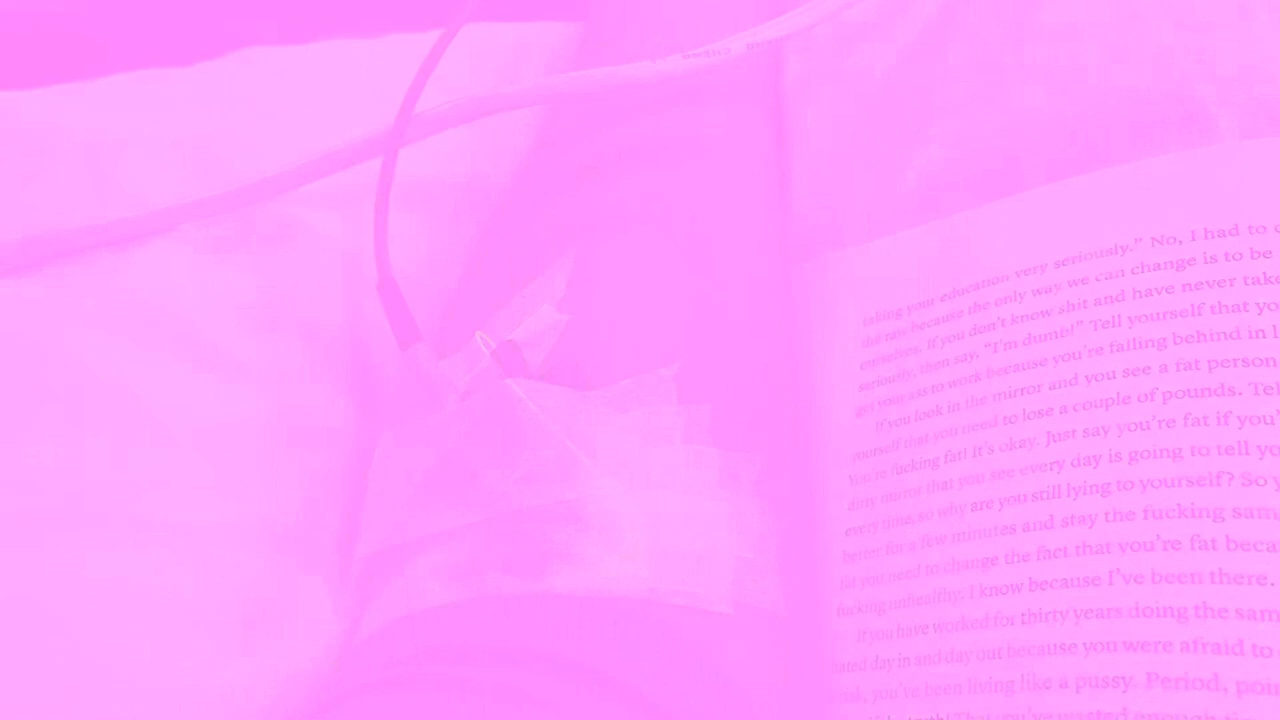 taking your education very seriously.” No, I had to
the raw because the only way we can change is to be
ourselves. If you don’t know shit and have never take
seriously, then say, “I’m dumb!” Tell yourself that yo
get your ass to work because you’re falling behind in l
If you look in the mirror and you see a fat person
yourself that you need to lose a couple of pounds. Tel
You’re fucking fat! It’s okay. Just say you’re fat if you’
dirty mirror that you see every day is going to tell yo
every time, so why are you still lying to yourself? So y
better for a few minutes and stay the fucking sam
fat you need to change the fact that you’re fat beca
fucking unhealthy. I know because I’ve been there.
If you have worked for thirty years doing the sam
ated day in and day out because you were afraid to
risk, you’ve been living like a pussy. Period, poin